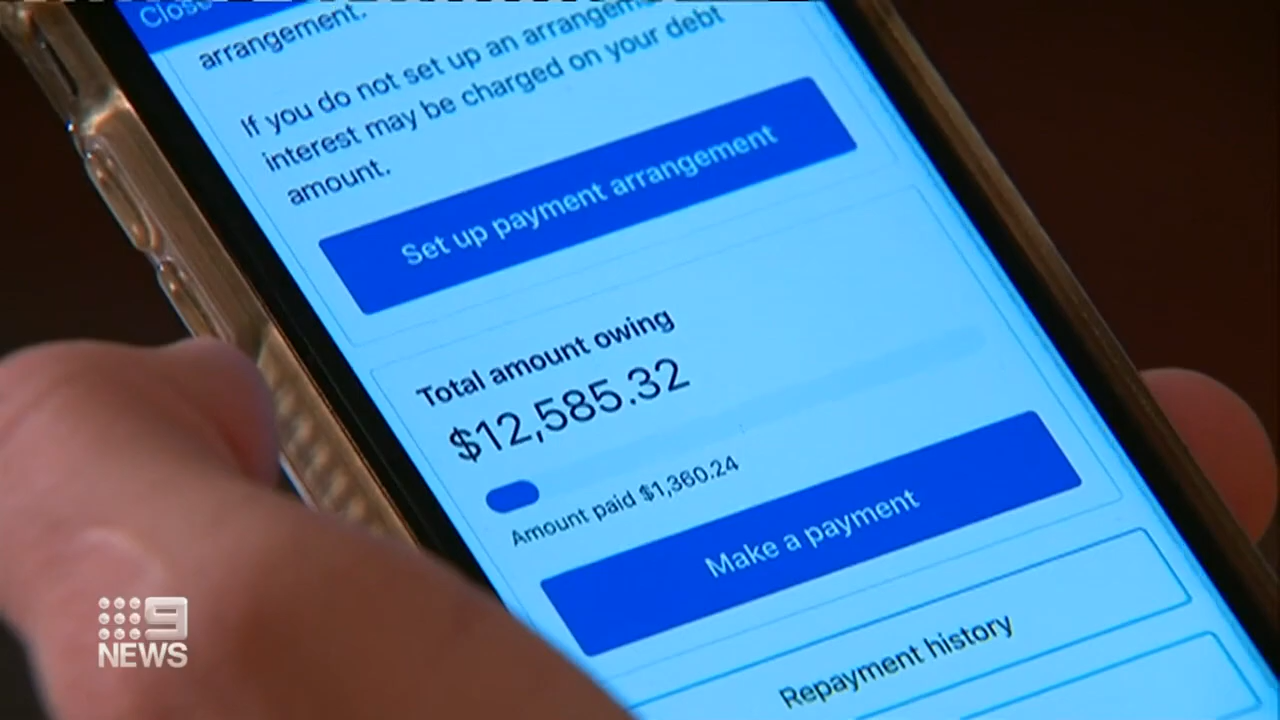 Close
arrangement.
If you do not set up an arrangement
interest may be charged on your debt
amount.
Set up payment arrangement
Total amount owing
$12,585.32
Amount paid $1,360.24
Make a payment
Repayment history
9
NEWS